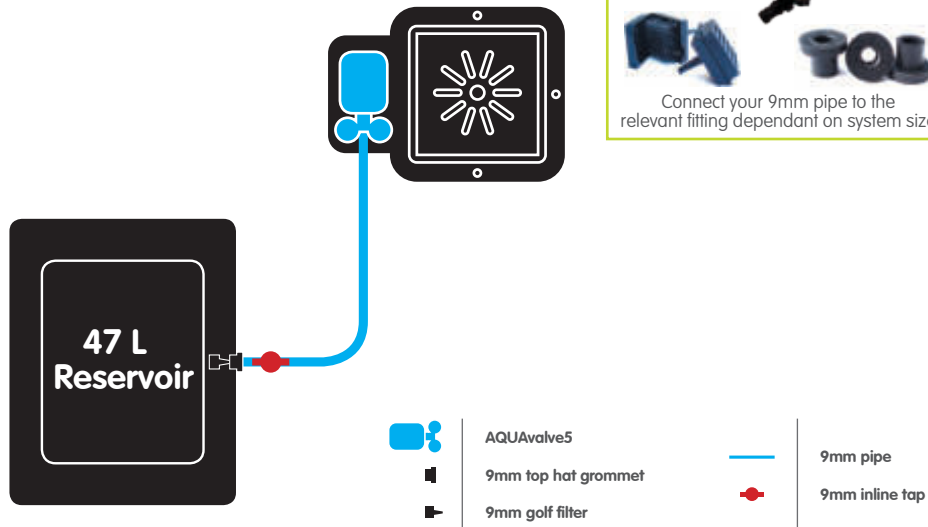 Connect your 9mm pipe to the
relevant fitting dependant on system size
47 L
Reservoir
AQUAvalve5
9mm top hat grommet
9mm golf filter
9mm pipe
9mm inline tap